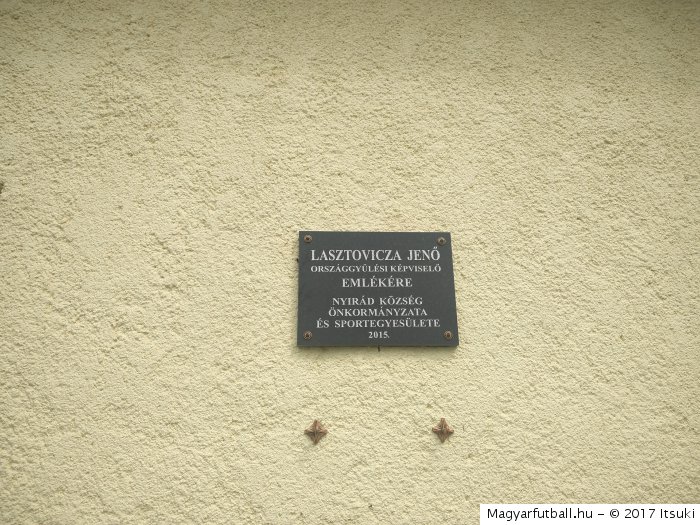 LASZTOVICZA JENŐ
ORSZÁGGYŰLÉSI KÉPVISELŐ
EMLÉKÉRE
NYIRÁD KÖZSÉG
ÖNKORMÁNYZATA
ÉS SPORTEGYESÜLETE
2015.
Magyarfutball.hu – © 2017 Itsuki